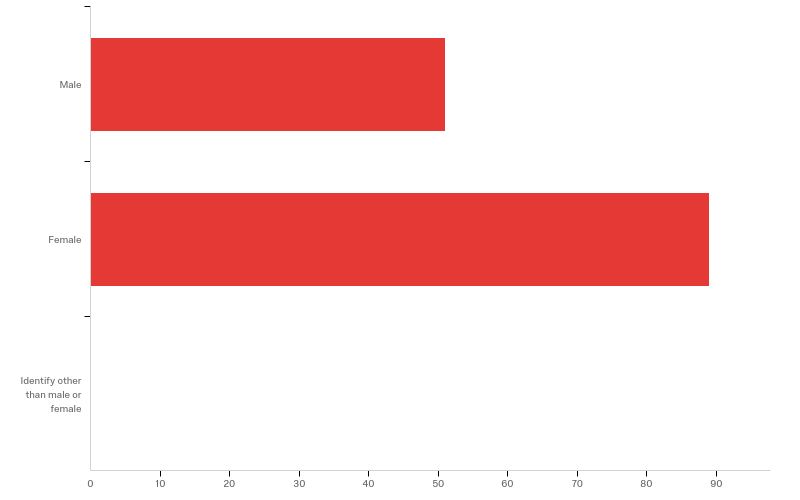 Male
Female
Identify other
than male or
female
0 10 20 30 40 50 60 70 80 90